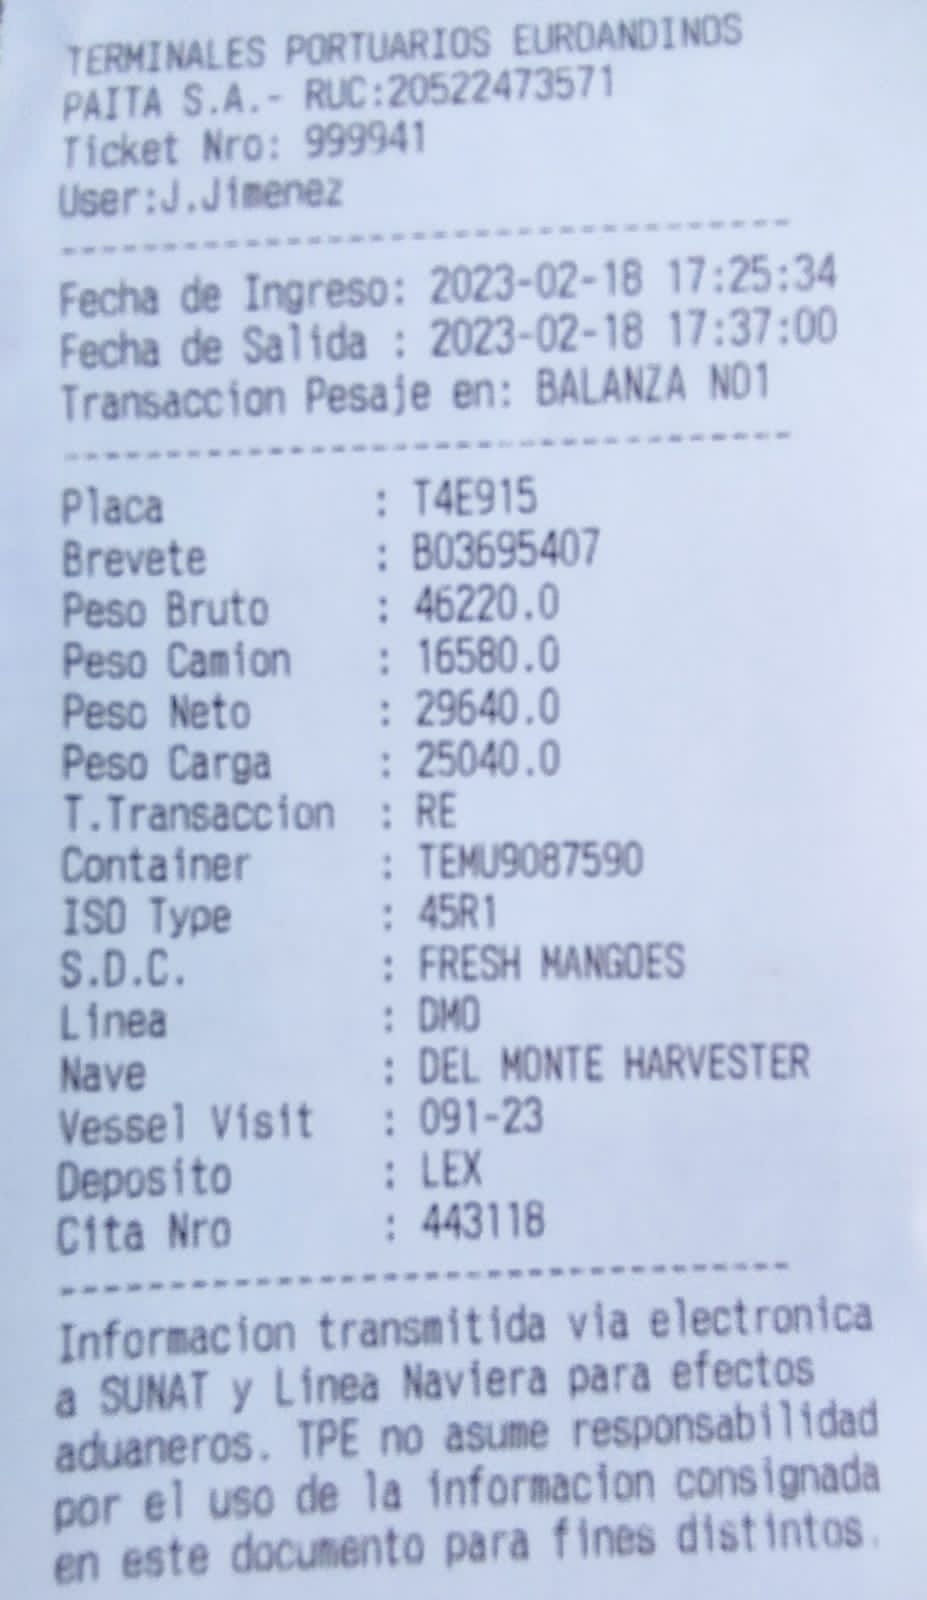 TERMINALES PORTUARIOS EUROANDINOS
PAITA S.A.- RUC:20522473571
Ticket Nro: 999941
User:J.Jimenez
------------------------------------
Fecha de Ingreso: 2023-02-18 17:25:34
Fecha de Salida : 2023-02-18 17:37:00
Transaccion Pesaje en: BALANZA NO1
------------------------------------
Placa : T4E915
Brevete : B03695407
Peso Bruto : 46220.0
Peso Camion : 16580.0
Peso Neto : 29640.0
Peso Carga : 25040.0
T.Transaccion : RE
Container : TEMU9087590
ISO Type : 45R1
S.D.C. : FRESH MANGOES
Linea : DMO
Nave : DEL MONTE HARVESTER
Vessel Visit : 091-23
Deposito : LEX
Cita Nro : 443118
------------------------------------
Informacion transmitida via electronica
a SUNAT y Linea Naviera para efectos
aduaneros. TPE no asume responsabilidad
por el uso de la informacion consignada
en este documento para fines distintos.